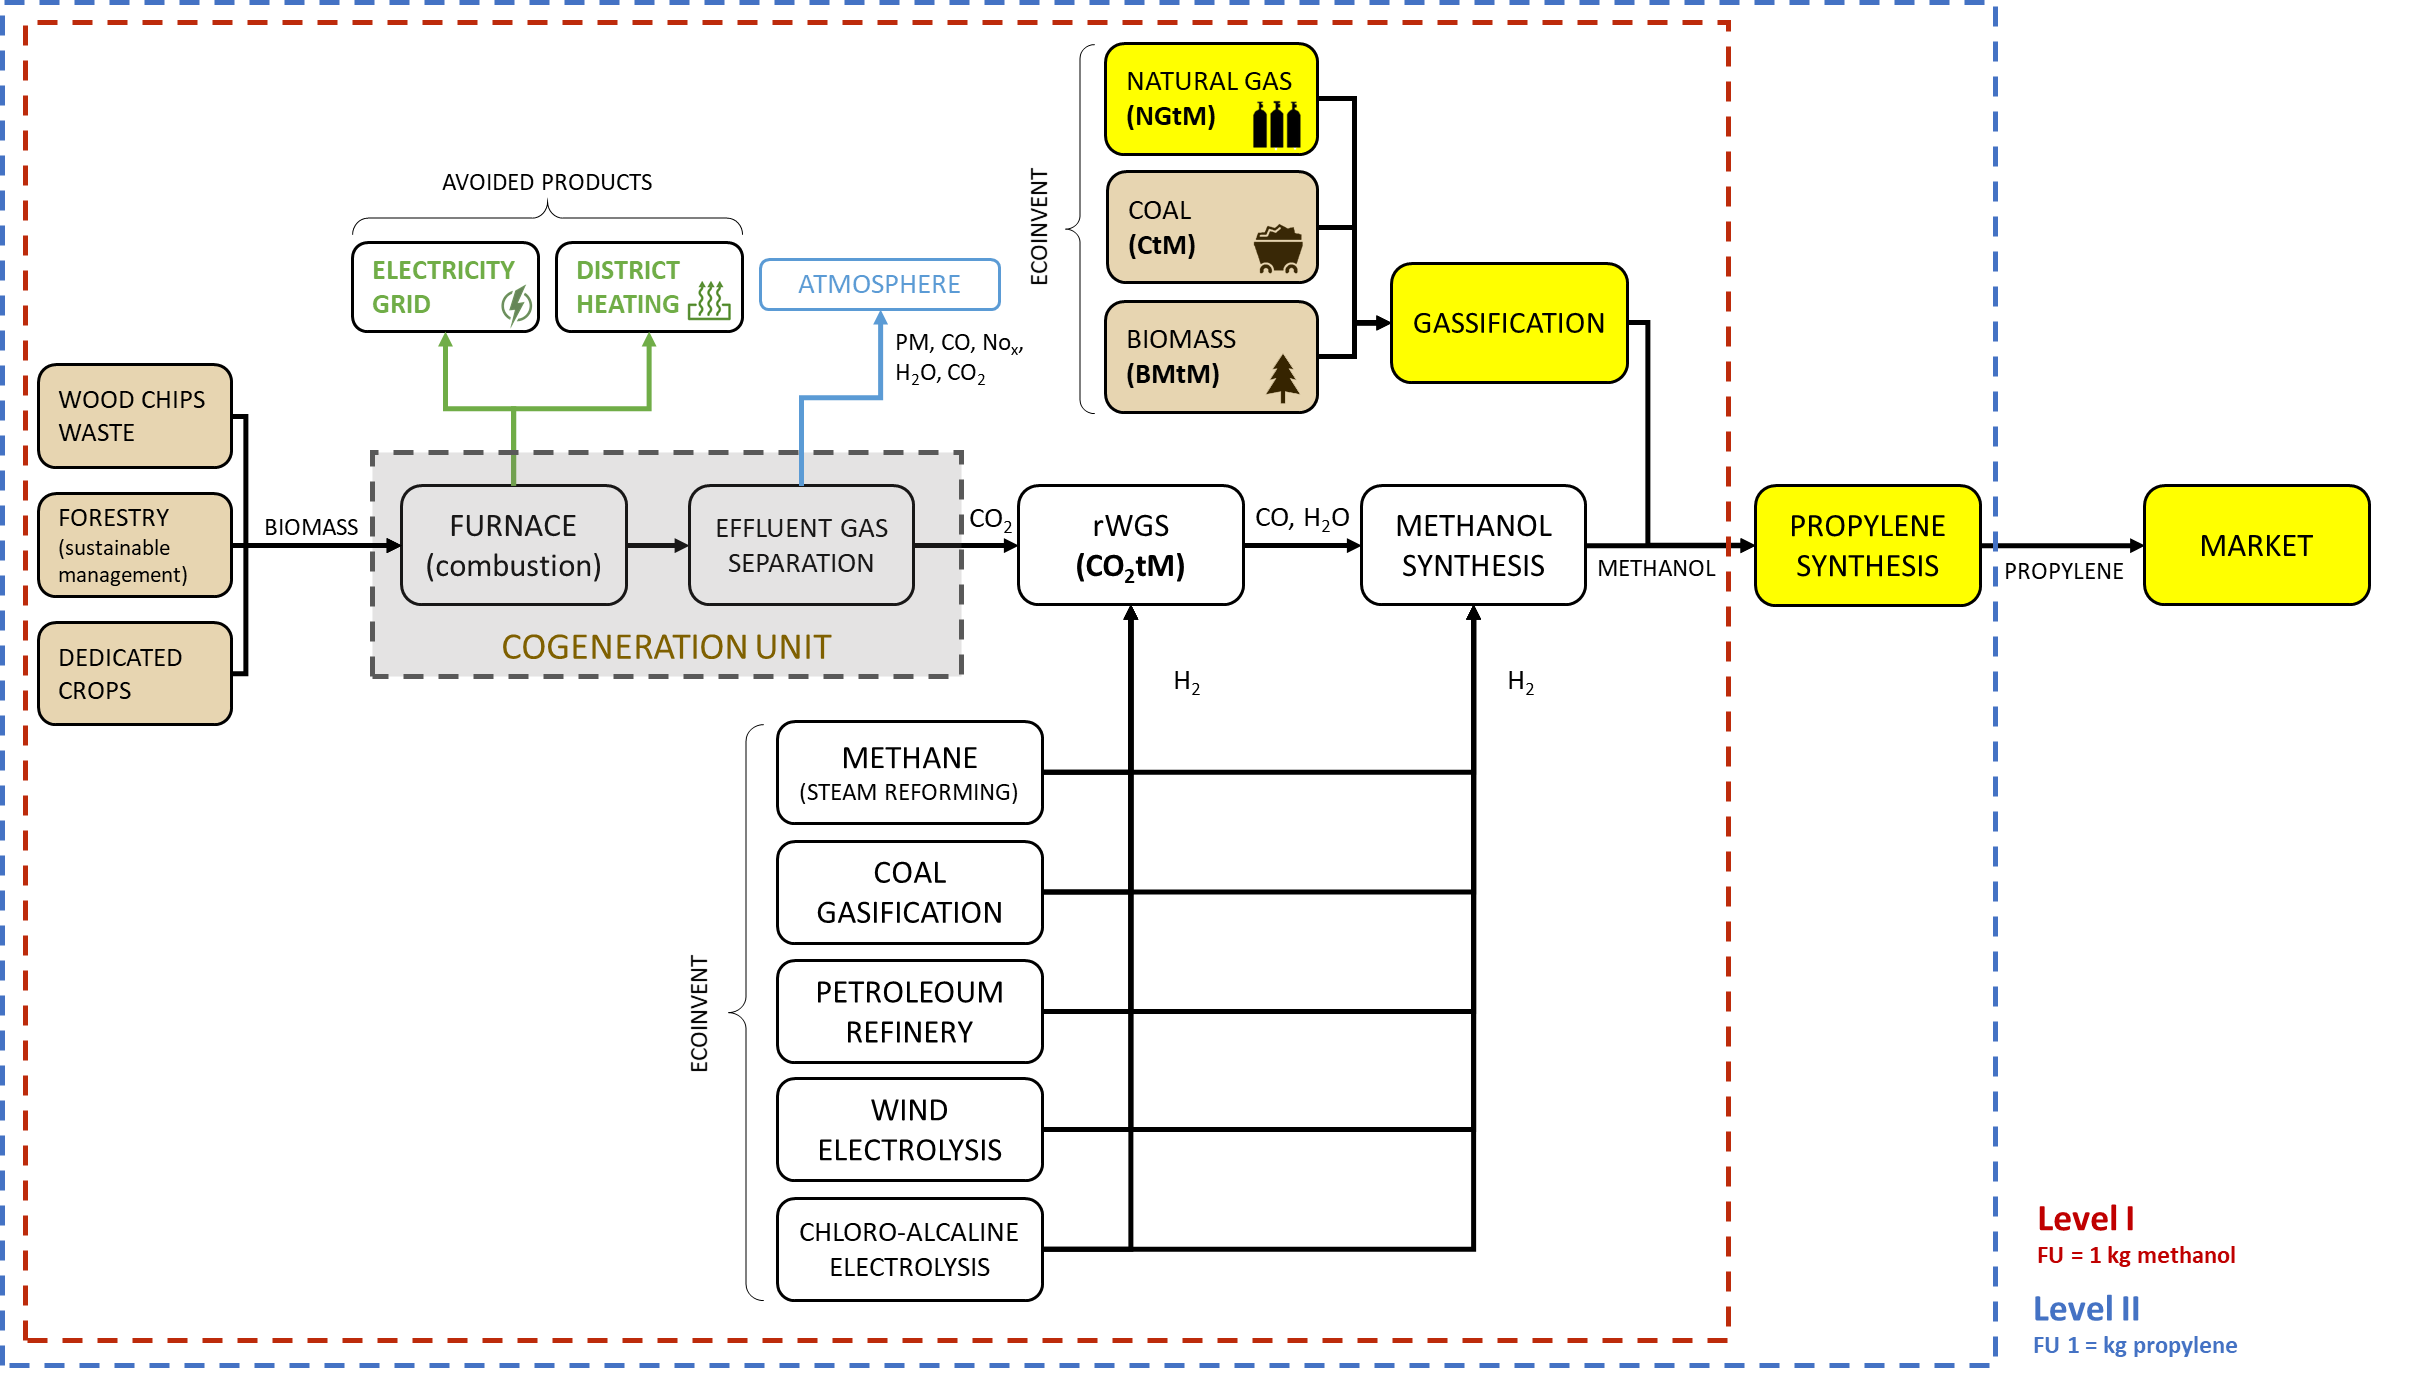 NATURAL GAS
(NGtM)
COAL
(CtM)
BIOMASS
(BMtM)
ECOINVENT
GASSIFICATION
AVOIDED PRODUCTS
ELECTRICITY
GRID
DISTRICT
HEATING
ATMOSPHERE
PM, CO, Noₓ,
H₂O, CO₂
WOOD CHIPS
WASTE
FORESTRY
(sustainable
management)
DEDICATED
CROPS
BIOMASS
FURNACE
(combustion)
EFFLUENT GAS
SEPARATION
COGENERATION UNIT
CO₂
rWGS
(CO₂tM)
CO, H₂O
METHANOL
SYNTHESIS
METHANOL
PROPYLENE
SYNTHESIS
PROPYLENE
MARKET
H₂
H₂
ECOINVENT
METHANE
(STEAM REFORMING)
COAL
GASIFICATION
PETROLEOUM
REFINERY
WIND
ELECTROLYSIS
CHLORO-ALCALINE
ELECTROLYSIS
Level I
FU = 1 kg methanol
Level II
FU 1 = kg propylene